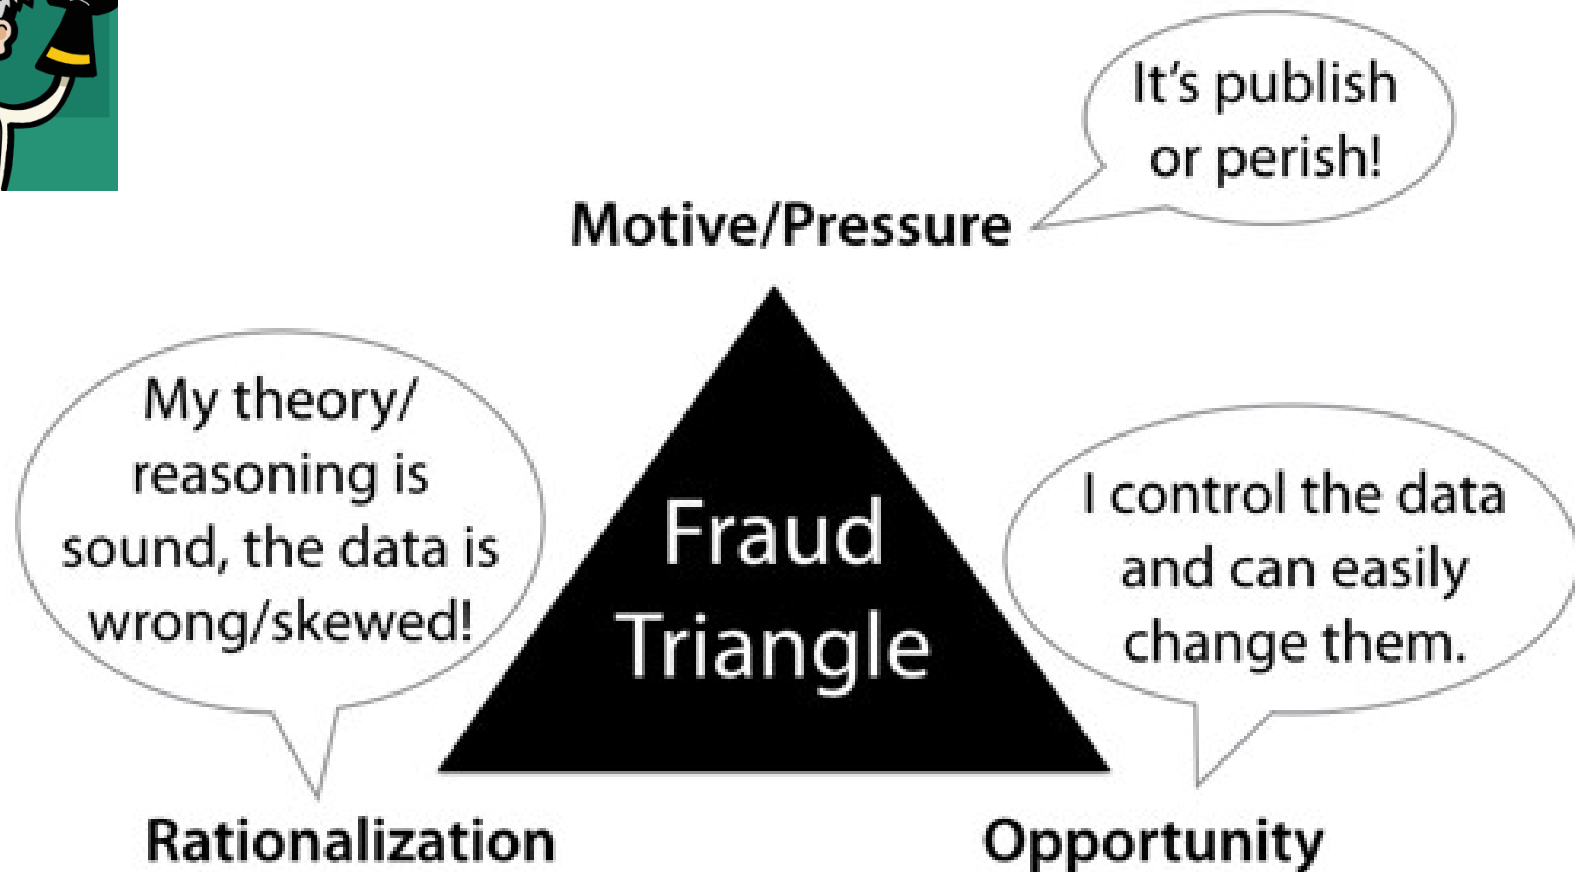 It's publish
or perish!
Motive/Pressure
My theory/
reasoning is
sound, the data is
wrong/skewed!
I control the data
and can easily
change them.
Fraud
Triangle
Rationalization
Opportunity